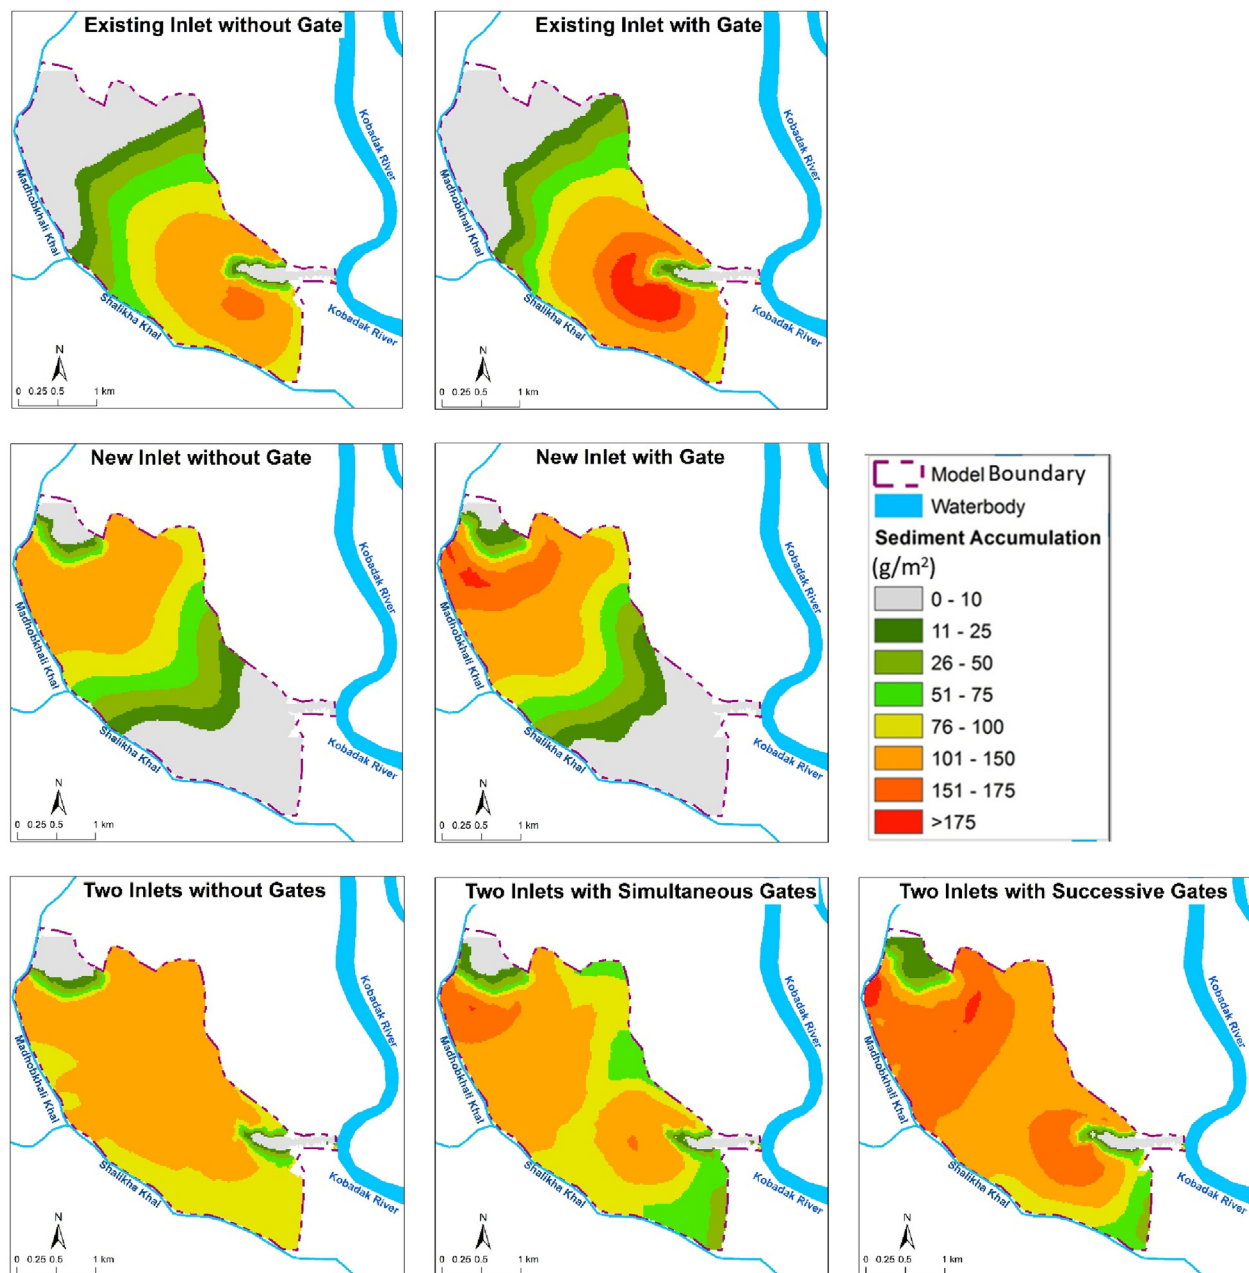 Existing Inlet without Gate
Kobadak River
Madhobkhali Khal
Shalikha Khal
Kobadak River
N
0 0.25 0.5 1 km
Existing Inlet with Gate
Kobadak River
Madhobkhali Khal
Shalikha Khal
Kobadak River
N
0 0.25 0.5 1 km
New Inlet without Gate
Kobadak River
Madhobkhali Khal
Shalikha Khal
Kobadak River
N
0 0.25 0.5 1 km
New Inlet with Gate
Kobadak River
Madhobkhali Khal
Shalikha Khal
Kobadak River
N
0 0.25 0.5 1 km
Model Boundary
Waterbody
Sediment Accumulation
(g/m²)
0 - 10
11 - 25
26 - 50
51 - 75
76 - 100
101 - 150
151 - 175
>175
Two Inlets without Gates
Kobadak River
Madhobkhali Khal
Shalikha Khal
Kobadak River
N
0 0.25 0.5 1 km
Two Inlets with Simultaneous Gates
Kobadak River
Madhobkhali Khal
Shalikha Khal
Kobadak River
N
0 0.25 0.5 1 km
Two Inlets with Successive Gates
Kobadak River
Madhobkhali Khal
Shalikha Khal
Kobadak River
N
0 0.25 0.5 1 km